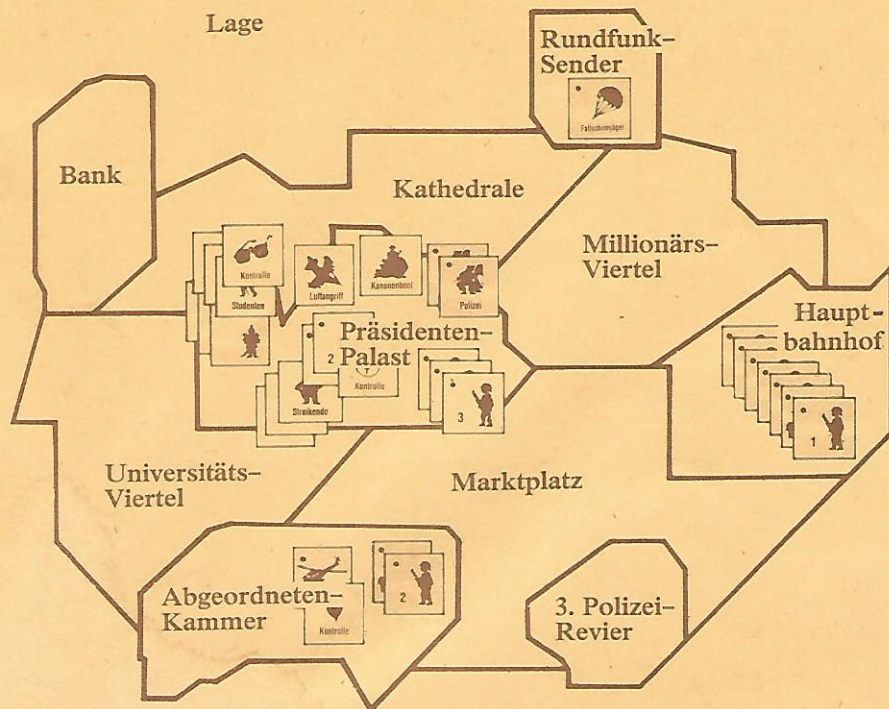 Lage
Rundfunk-
Sender
Fallschirmjäger
Bank
Kathedrale
Millionärs-
Viertel
Kontrolle
Studenten
Luftangriff
Kanonenboot
Polizei
Haupt-
bahnhof
Präsidenten-
Palast
2
Kontrolle
Streikende
3
1
Universitäts-
Viertel
Marktplatz
Abgeordneten-
Kammer
2
Kontrolle
3. Polizei-
Revier